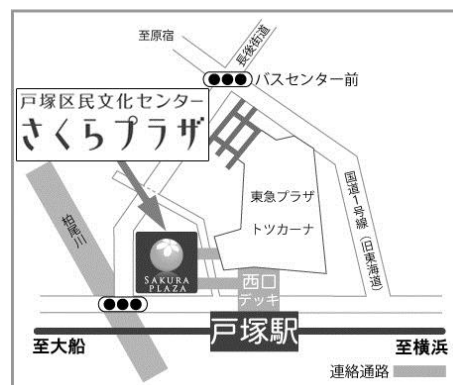 至原宿
長後街道
バスセンター前
戸塚区民文化センター
さくらプラザ
東急プラザ
トツカーナ
国道1号線(旧東海道)
柏尾川
SAKURA
PLAZA
西口
デッキ
戸塚駅
至大船
至横浜
連絡通路